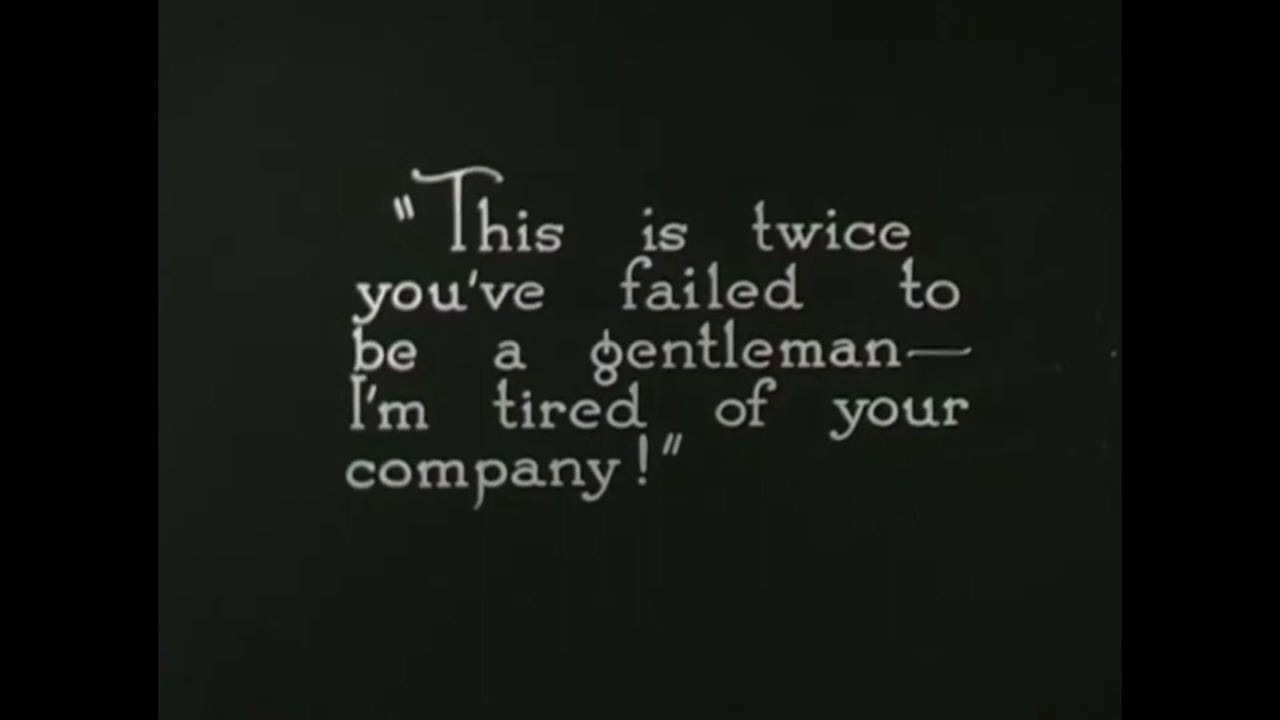 "This is twice
you've failed to
be a gentleman—
I'm tired of your
company!"